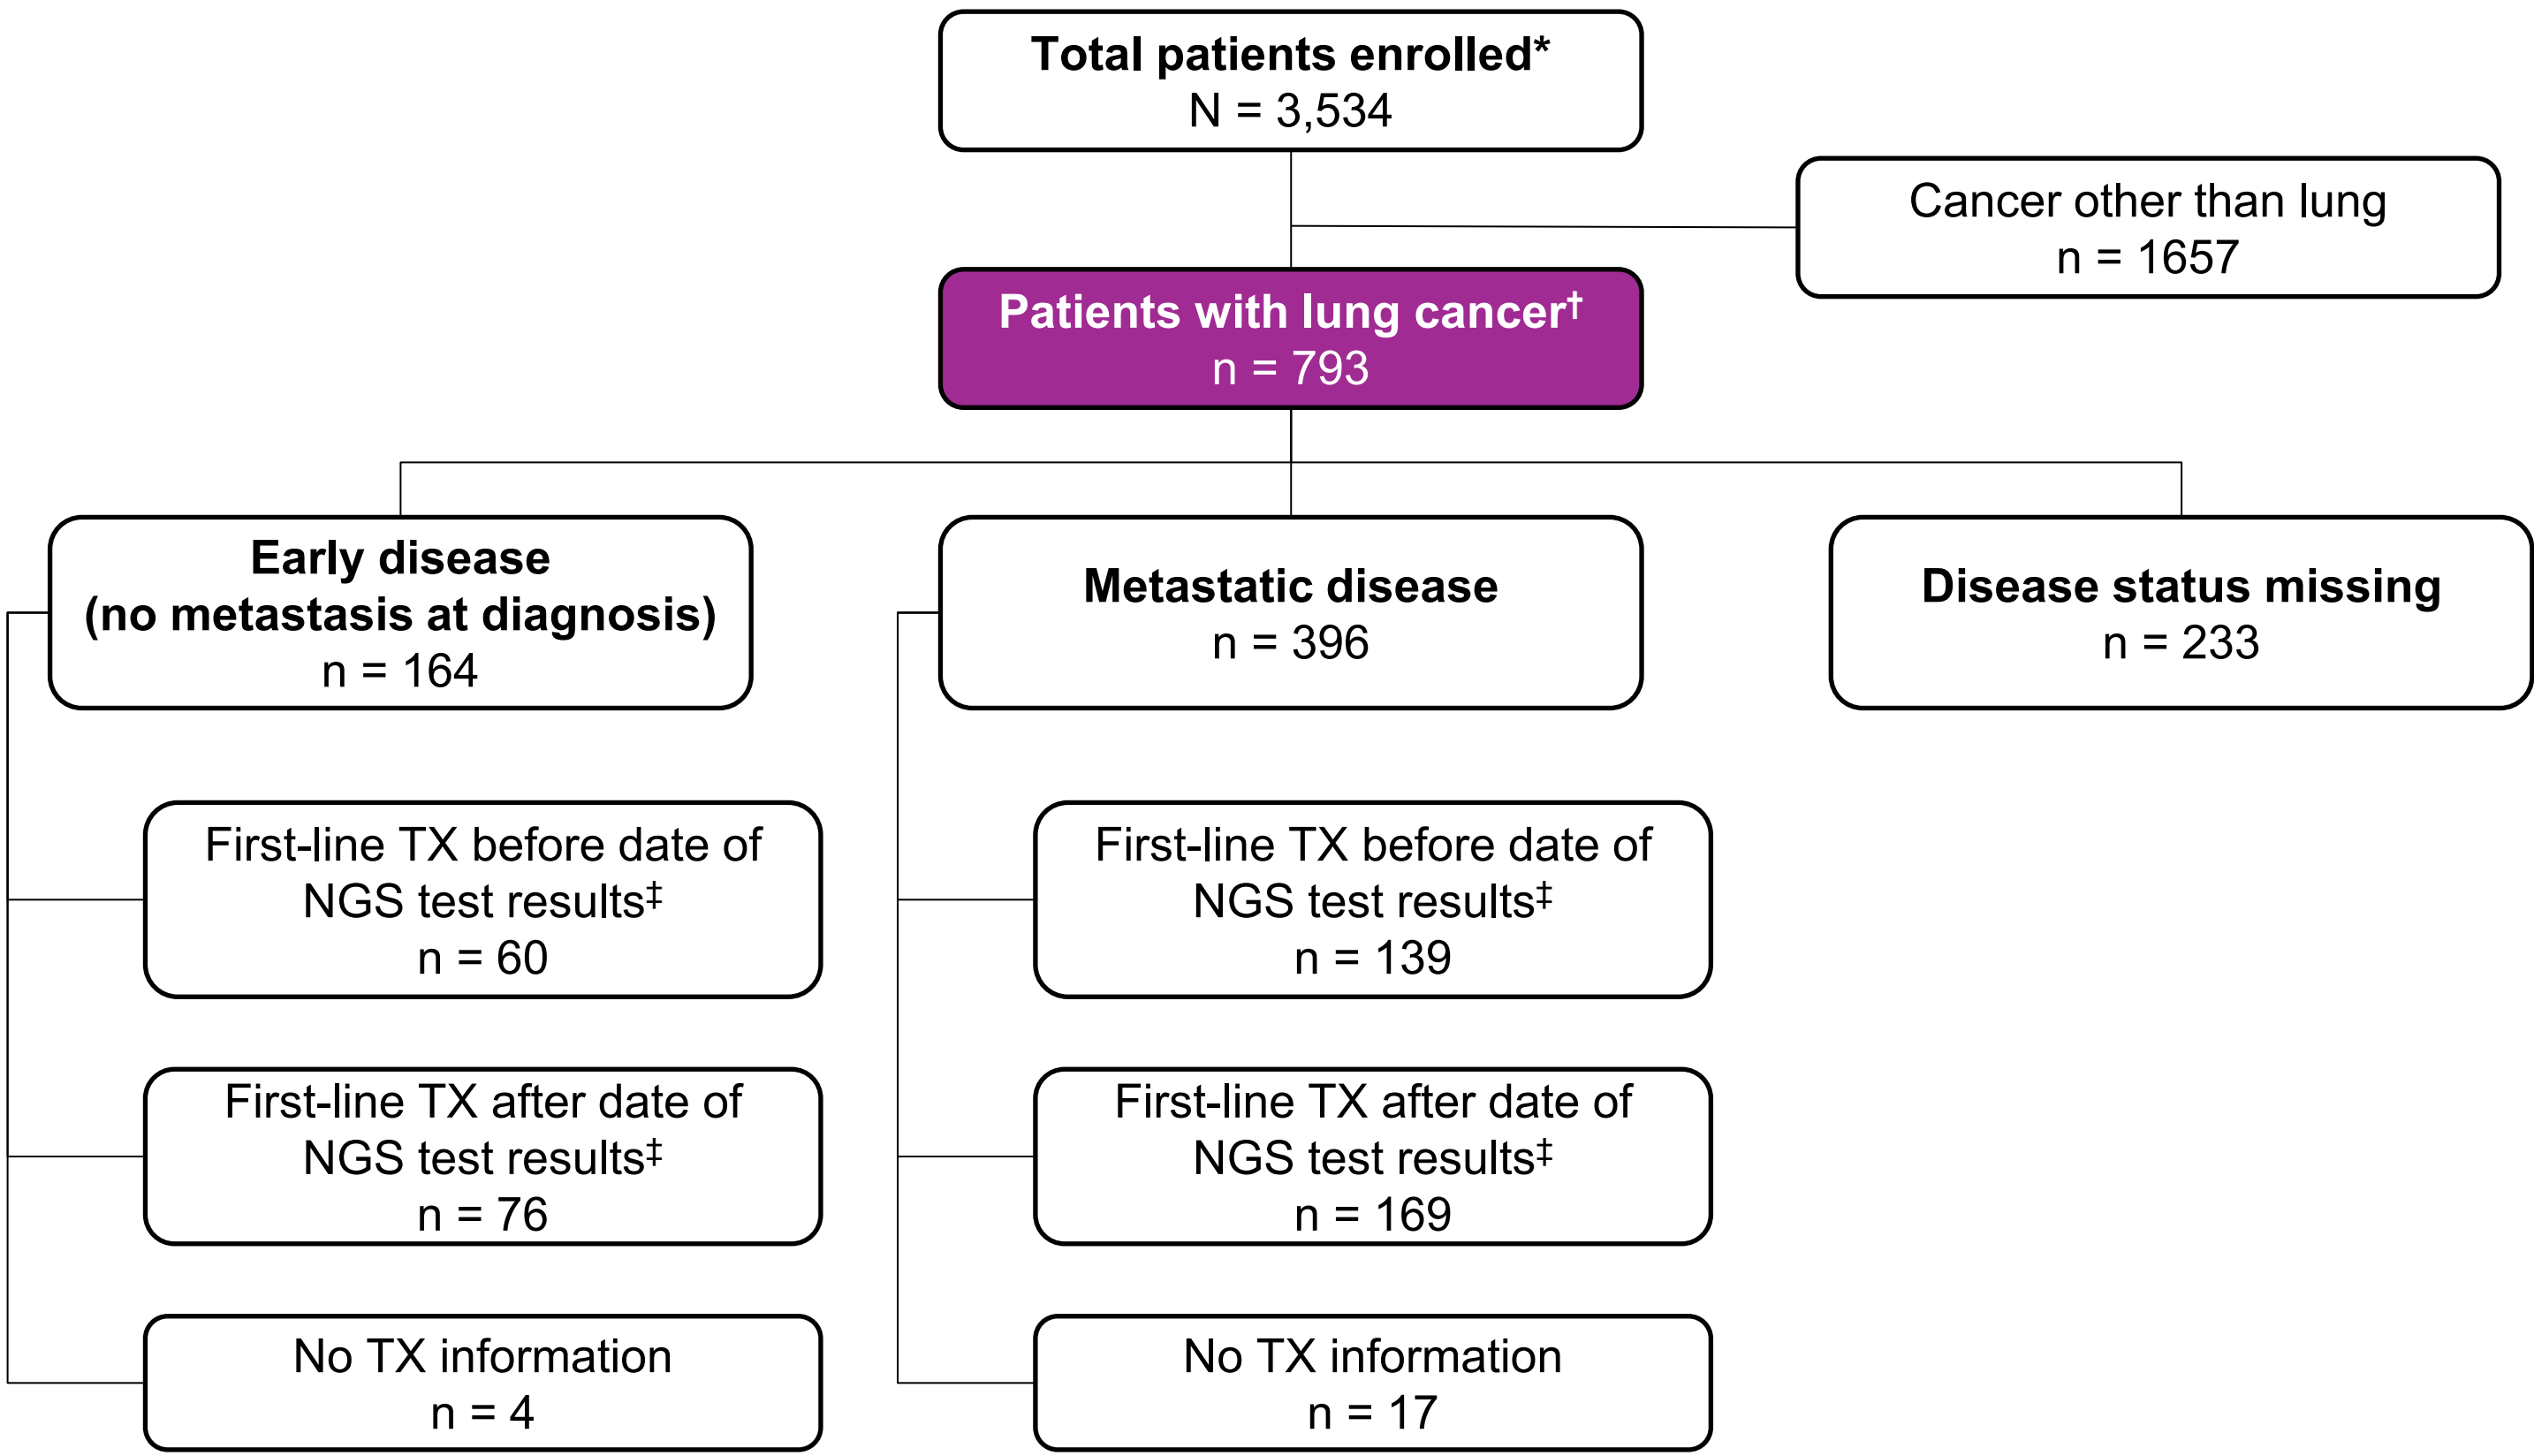 Total patients enrolled*
N = 3,534
Cancer other than lung
n = 1657
Patients with lung cancer†
n = 793
Early disease
(no metastasis at diagnosis)
n = 164
Metastatic disease
n = 396
Disease status missing
n = 233
First-line TX before date of
NGS test results‡
n = 60
First-line TX before date of
NGS test results‡
n = 139
First-line TX after date of
NGS test results‡
n = 76
First-line TX after date of
NGS test results‡
n = 169
No TX information
n = 4
No TX information
n = 17